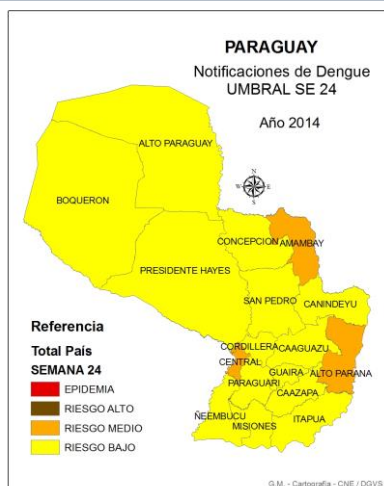 PARAGUAY
Notificaciones de Dengue
UMBRAL SE 24
Año 2014
N
W E
S
ALTO PARAGUAY
BOQUERON
CONCEPCION
AMAMBAY
PRESIDENTE HAYES
SAN PEDRO
CANINDEYU
CORDILLERA
CAAGUAZU
CENTRAL
GUAIRA
ALTO PARANA
PARAGUARI
CAAZAPA
ÑEEMBUCU
ITAPUA
MISIONES
Referencia
Total País
SEMANA 24
EPIDEMIA
RIESGO ALTO
RIESGO MEDIO
RIESGO BAJO
G.M. - Cartografia - CNE / DGVS